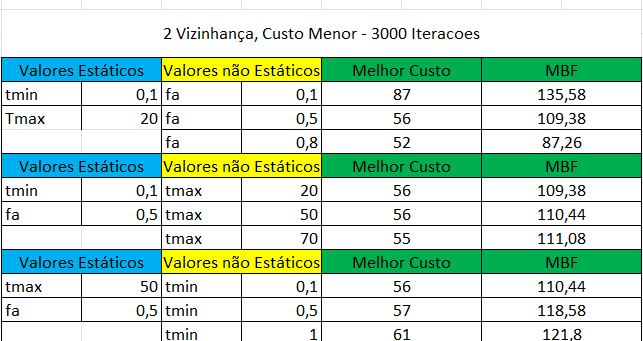 2 Vizinhança, Custo Menor - 3000 Iteracoes
Valores Estáticos Valores não Estáticos Melhor Custo MBF
tmin 0,1 fa 0,1 87 135,58
Tmax 20 fa 0,5 56 109,38
fa 0,8 52 87,26
Valores Estáticos Valores não Estáticos Melhor Custo MBF
tmin 0,1 tmax 20 56 109,38
fa 0,5 tmax 50 56 110,44
tmax 70 55 111,08
Valores Estáticos Valores não Estáticos Melhor Custo MBF
tmax 50 tmin 0,1 56 110,44
fa 0,5 tmin 0,5 57 118,58
tmin 1 61 121,8